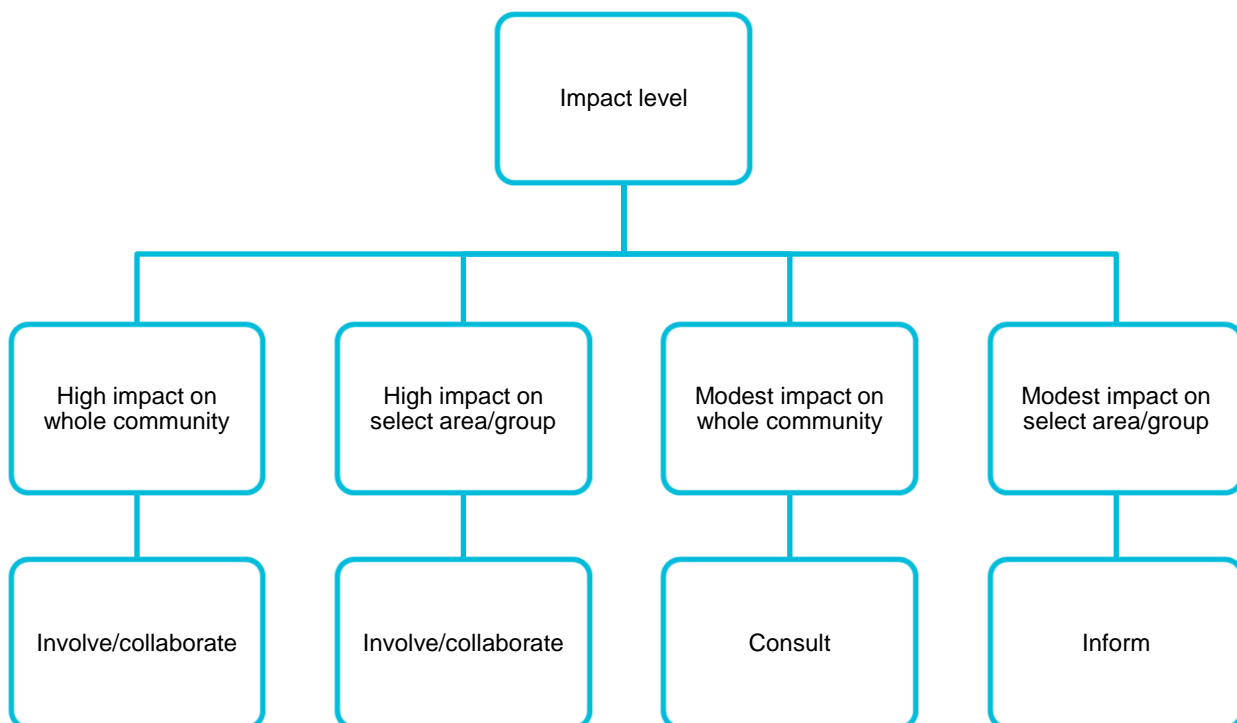 Impact level
High impact on
whole community
High impact on
select area/group
Modest impact on
whole community
Modest impact on
select area/group
Involve/collaborate
Involve/collaborate
Consult
Inform